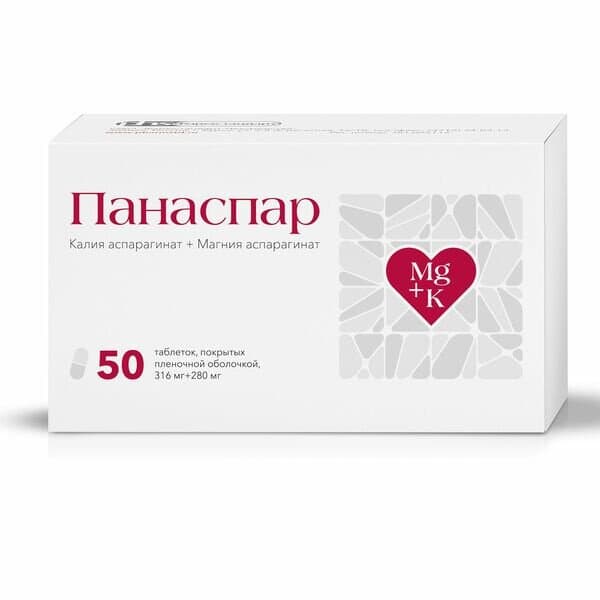 Панаспар
Калия аспарагинат + Магния аспарагинат
Mg
+K
50
таблеток, покрытых
пленочной оболочкой,
316 мг+280 мг